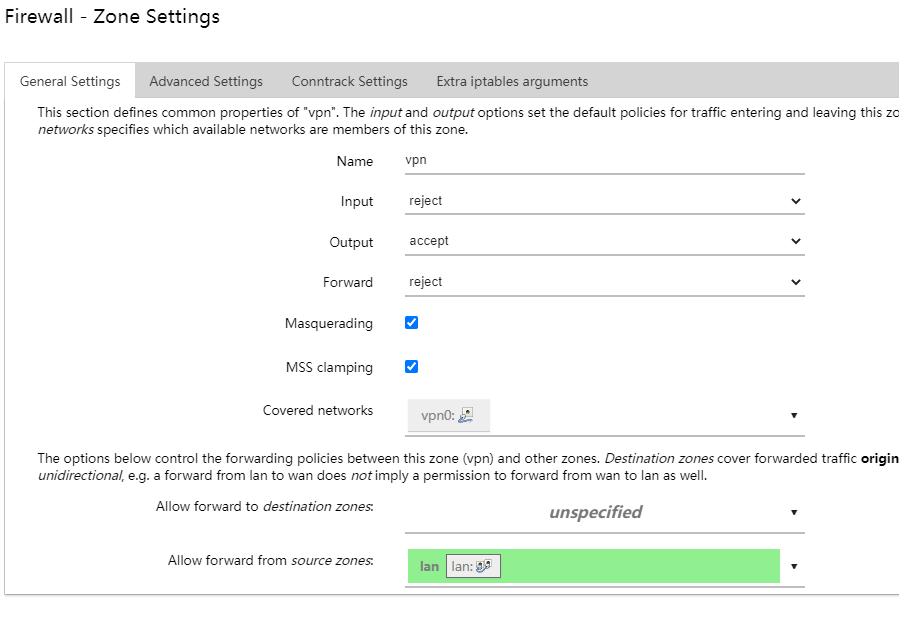 Firewall - Zone Settings
General Settings Advanced Settings Conntrack Settings Extra iptables arguments
This section defines common properties of "vpn". The input and output options set the default policies for traffic entering and leaving this zo
networks specifies which available networks are members of this zone.
Name vpn
Input reject
Output accept
Forward reject
Masquerading
MSS clamping
Covered networks vpn0:
The options below control the forwarding policies between this zone (vpn) and other zones. Destination zones cover forwarded traffic origin
unidirectional, e.g. a forward from lan to wan does not imply a permission to forward from wan to lan as well.
Allow forward to destination zones: unspecified
Allow forward from source zones: lan lan: